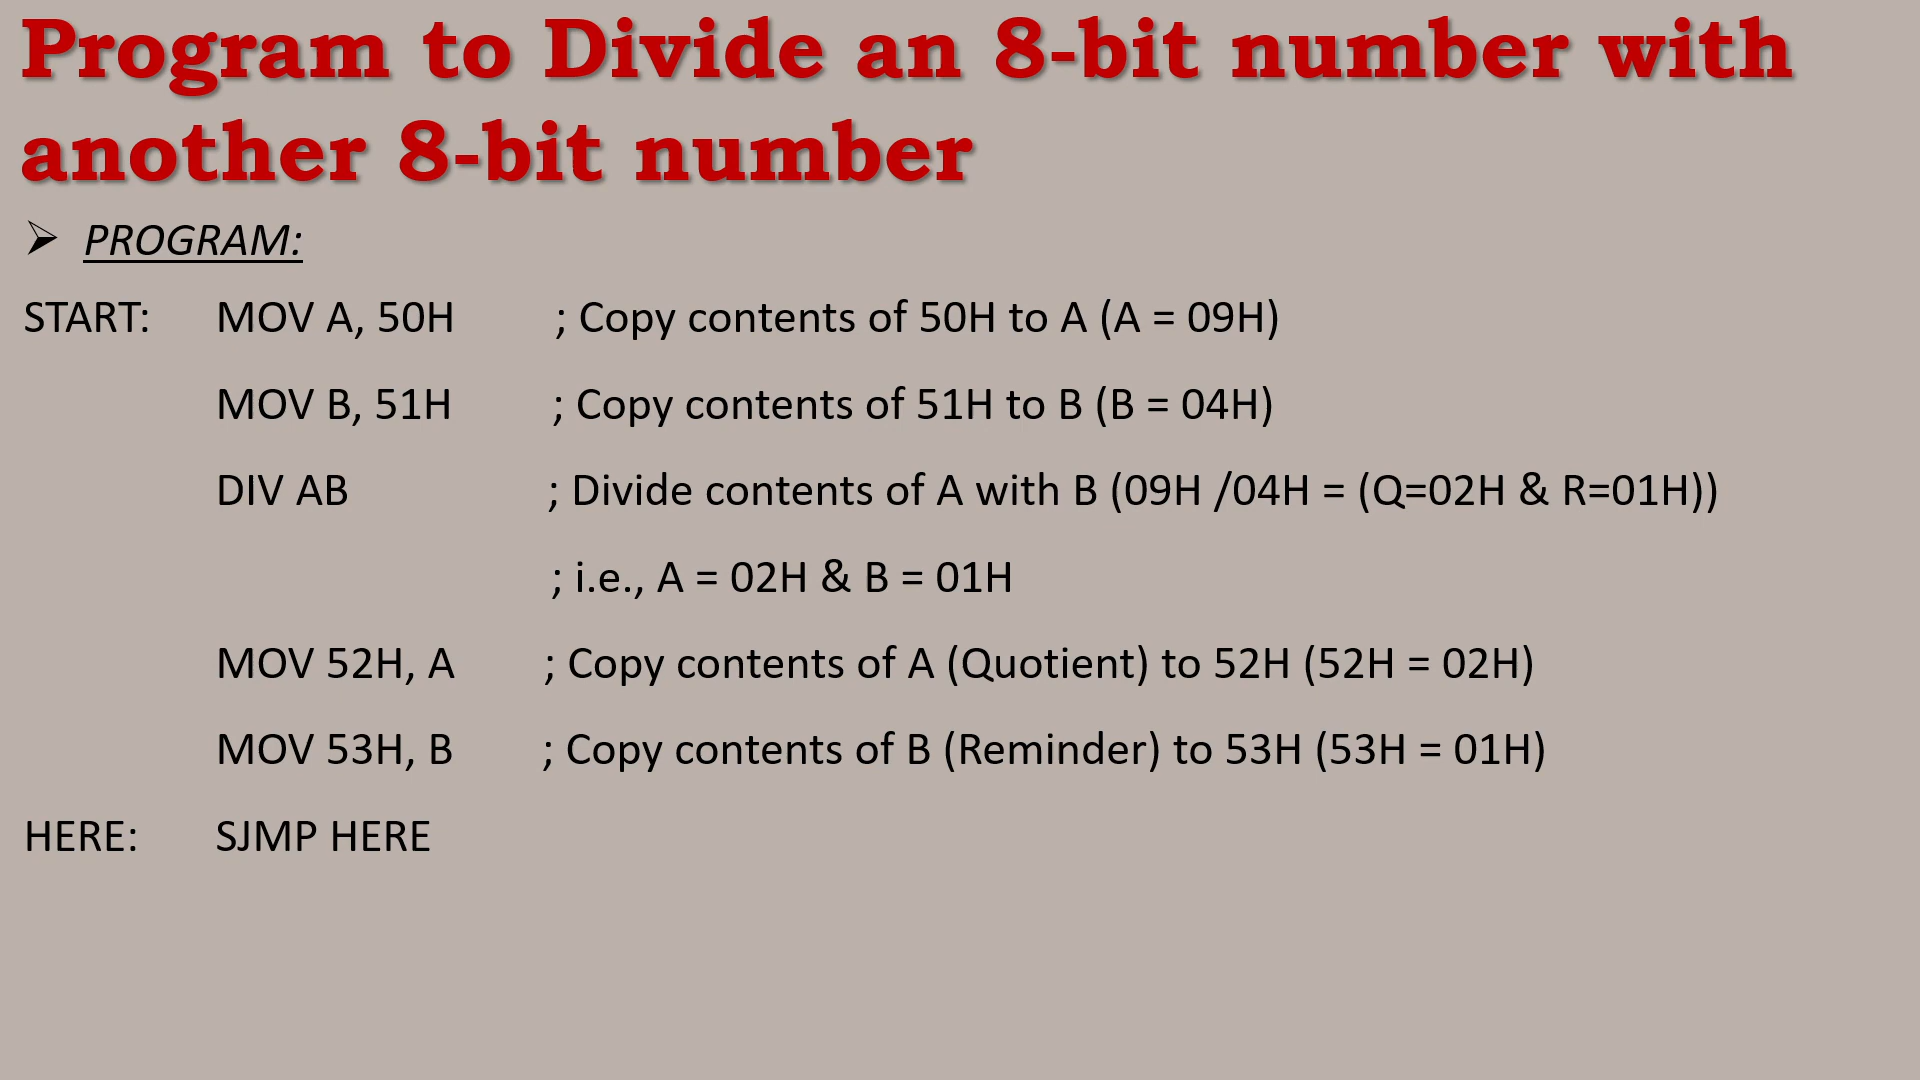 Program to Divide an 8-bit number with
another 8-bit number
➢ PROGRAM:
START: MOV A, 50H ; Copy contents of 50H to A (A = 09H)
MOV B, 51H ; Copy contents of 51H to B (B = 04H)
DIV AB ; Divide contents of A with B (09H /04H = (Q=02H & R=01H))
; i.e., A = 02H & B = 01H
MOV 52H, A ; Copy contents of A (Quotient) to 52H (52H = 02H)
MOV 53H, B ; Copy contents of B (Reminder) to 53H (53H = 01H)
HERE: SJMP HERE